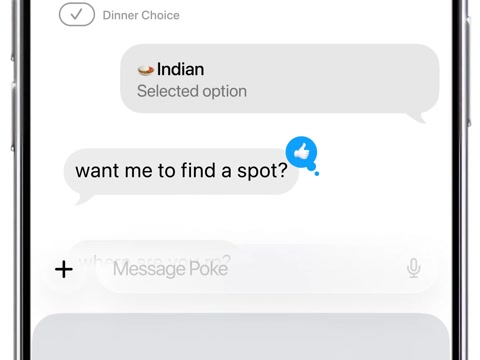 Dinner Choice
Indian
Selected option
want me to find a spot?
Message Poke